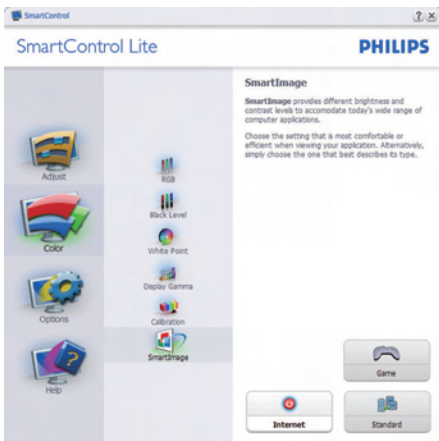 SmartControl
SmartControl Lite
PHILIPS
Adjust
Color
Options
Help
RGB
Black Level
White Point
Display Gamma
Calibration
SmartImage
SmartImage
SmartImage provides different brightness and
contrast levels to accomodate today's wide range of
computer applications.
Choose the setting that is most comfortable or
efficient when viewing your application. Alternatively,
simply choose the one that best describes its type.
Game
Internet
Standard